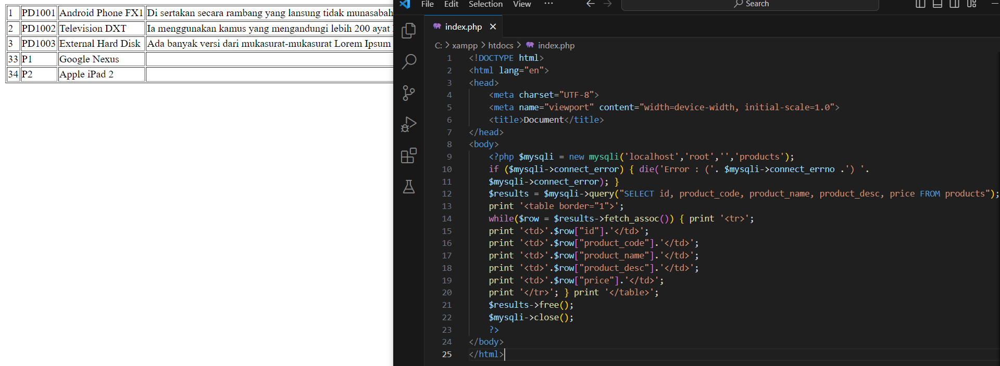 1 PD1001 Android Phone FX1 Di sertakan secara rambang yang lansung tidak munasabah
2 PD1002 Television DXT Ia menggunakan kamus yang mengandungi lebih 200 ayat
3 PD1003 External Hard Disk Ada banyak versi dari mukasurat-mukasurat Lorem Ipsum
33 P1 Google Nexus
34 P2 Apple iPad 2
File Edit Selection View ··· Search
index.php
C: > xampp > htdocs > index.php
1 <!DOCTYPE html>
2 <html lang="en">
3 <head>
4 <meta charset="UTF-8">
5 <meta name="viewport" content="width=device-width, initial-scale=1.0">
6 <title>Document</title>
7 </head>
8 <body>
9 <?php $mysqli = new mysqli('localhost','root','','products');
10 if ($mysqli->connect_error) { die('Error : ('. $mysqli->connect_errno .') '.
11 $mysqli->connect_error); }
12 $results = $mysqli->query("SELECT id, product_code, product_name, product_desc, price FROM products");
13 print '<table border="1">';
14 while($row = $results->fetch_assoc()) { print '<tr>';
15 print '<td>'.$row["id"].'</td>';
16 print '<td>'.$row["product_code"].'</td>';
17 print '<td>'.$row["product_name"].'</td>';
18 print '<td>'.$row["product_desc"].'</td>';
19 print '<td>'.$row["price"].'</td>';
20 print '</tr>'; } print '</table>';
21 $results->free();
22 $mysqli->close();
23 ?>
24 </body>
25 </html>